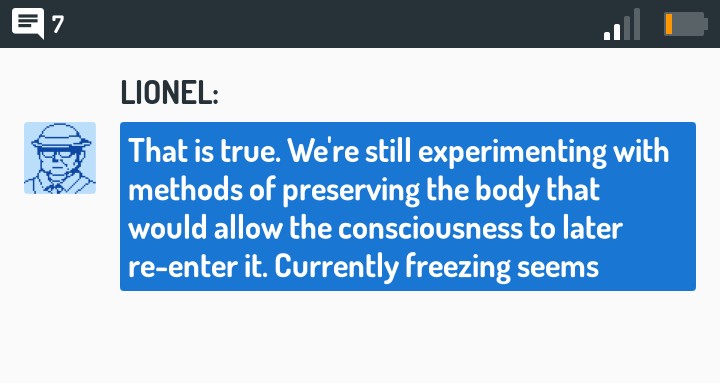 7
LIONEL:
That is true. We're still experimenting with
methods of preserving the body that
would allow the consciousness to later
re-enter it. Currently freezing seems